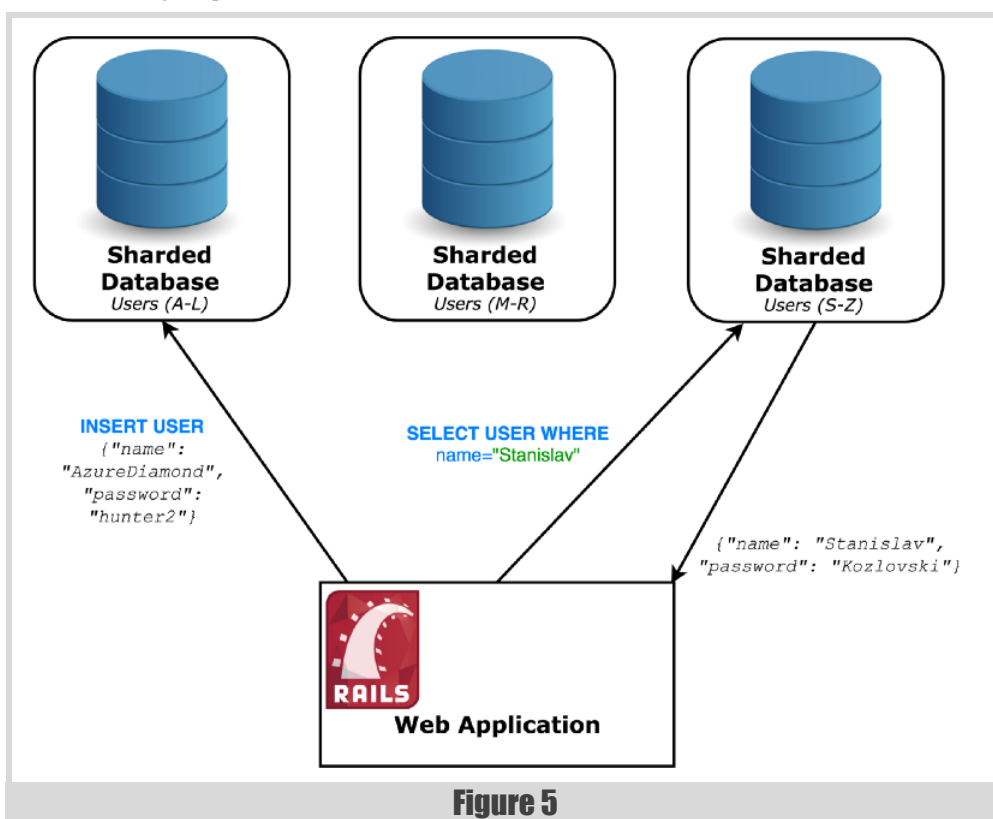 Sharded
Database
Users (A-L)
Sharded
Database
Users (M-R)
Sharded
Database
Users (S-Z)
INSERT USER
{"name":
"AzureDiamond",
"password":
"hunter2"}
SELECT USER WHERE
name="Stanislav"
{"name": "Stanislav",
"password": "Kozlovski"}
RAILS
Web Application
Figure 5